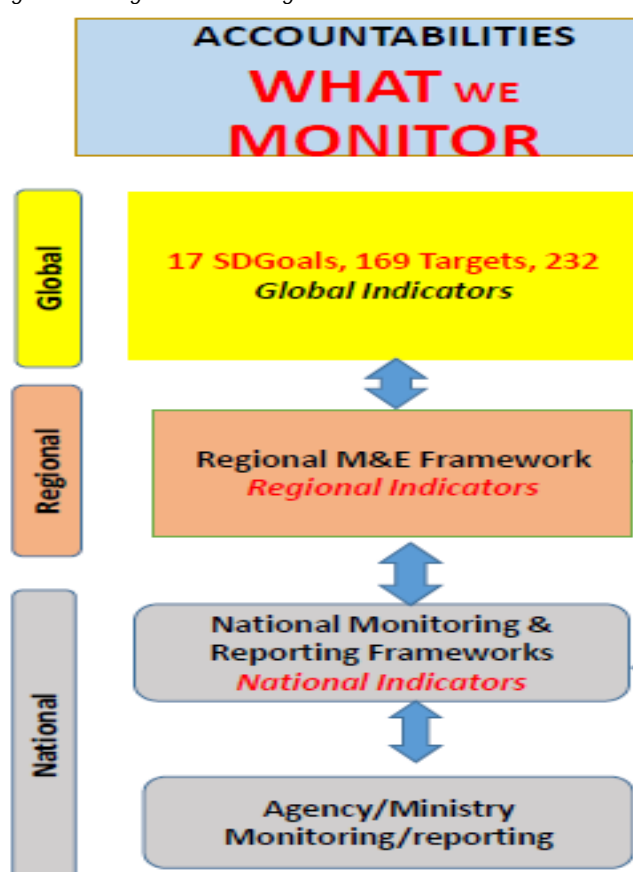 ACCOUNTABILITIES
WHAT WE
MONITOR
Global
17 SDGoals, 169 Targets, 232
Global Indicators
Regional
Regional M&E Framework
Regional Indicators
National
National Monitoring &
Reporting Frameworks
National Indicators
Agency/Ministry
Monitoring/reporting